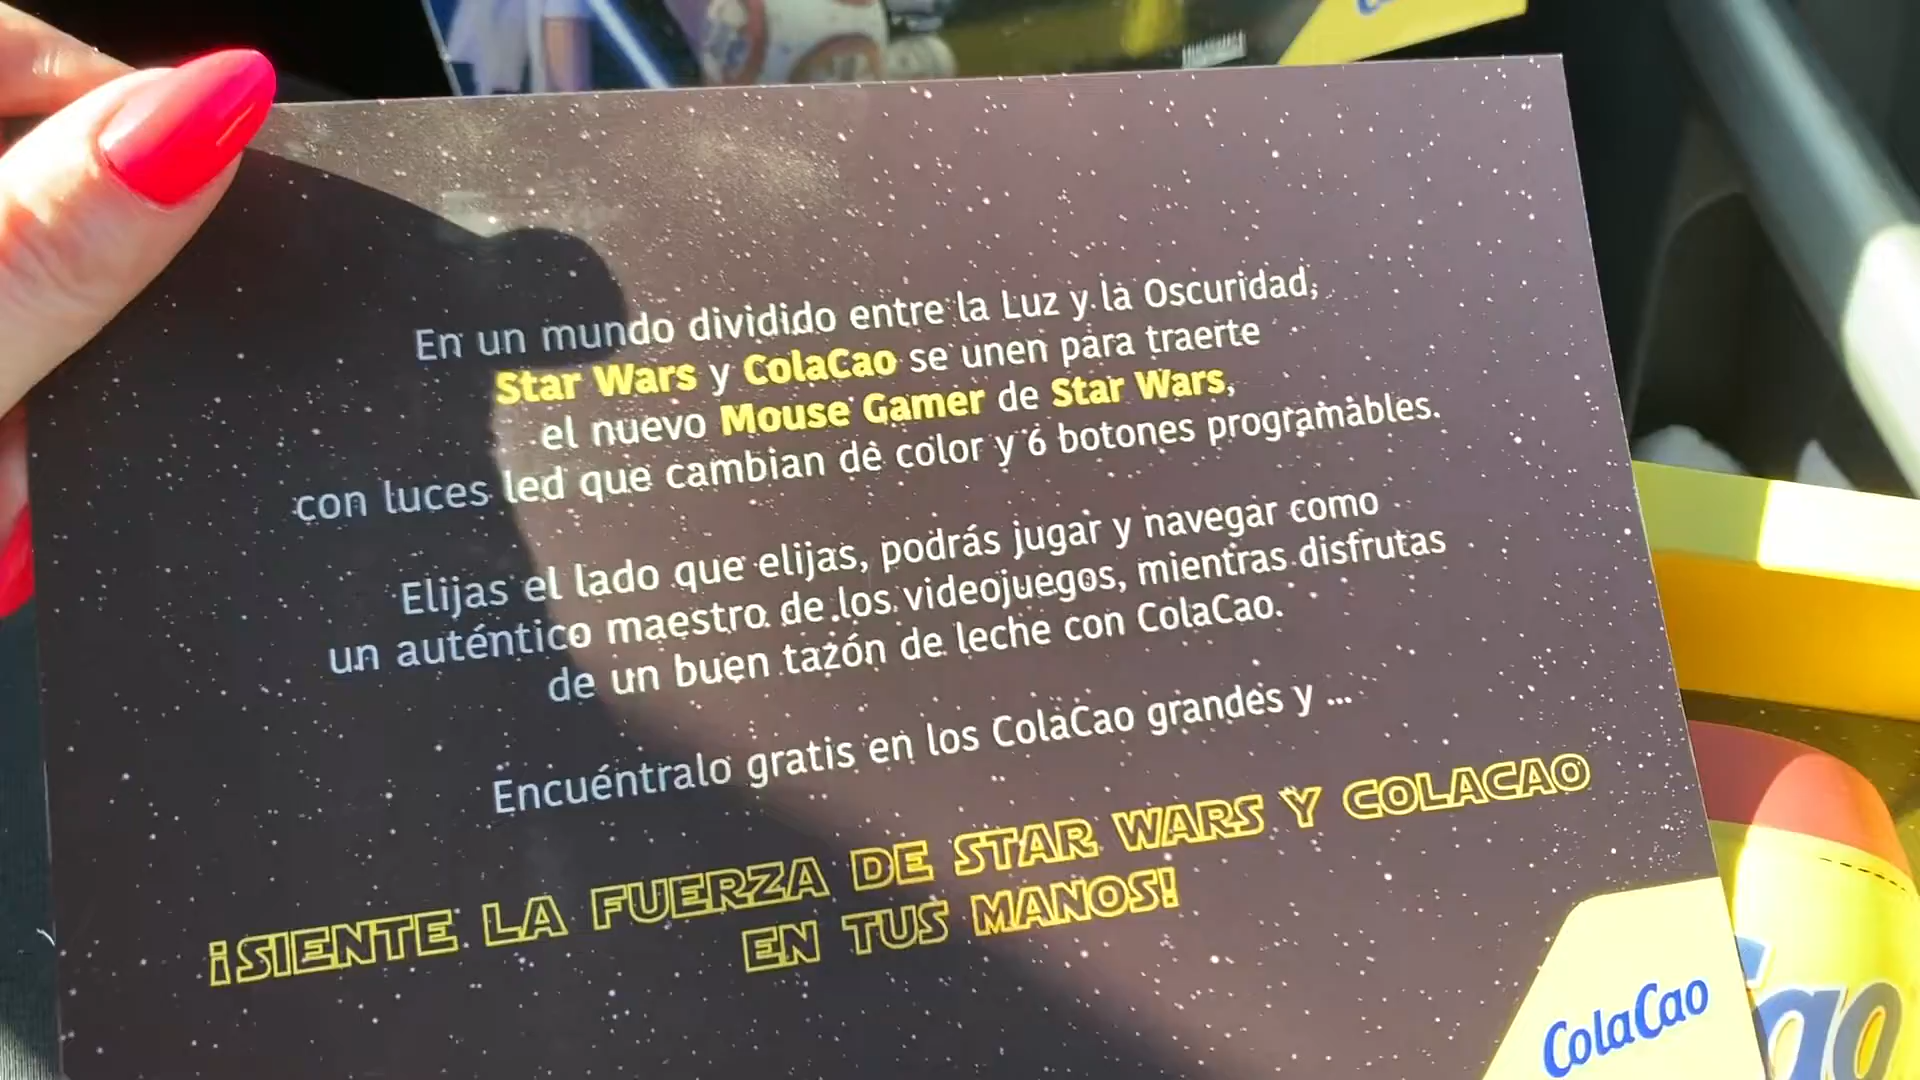 En un mundo dividido entre la Luz y la Oscuridad,
Star Wars y ColaCao se unen para traerte
el nuevo Mouse Gamer de Star Wars,
con luces led que cambian de color y 6 botones programables.
Elijas el lado que elijas, podrás jugar y navegar como
un auténtico maestro de los videojuegos, mientras disfrutas
de un buen tazón de leche con ColaCao.
Encuéntralo gratis en los ColaCao grandes y ...
¡SIENTE LA FUERZA DE STAR WARS Y COLACAO
EN TUS MANOS!
ColaCao